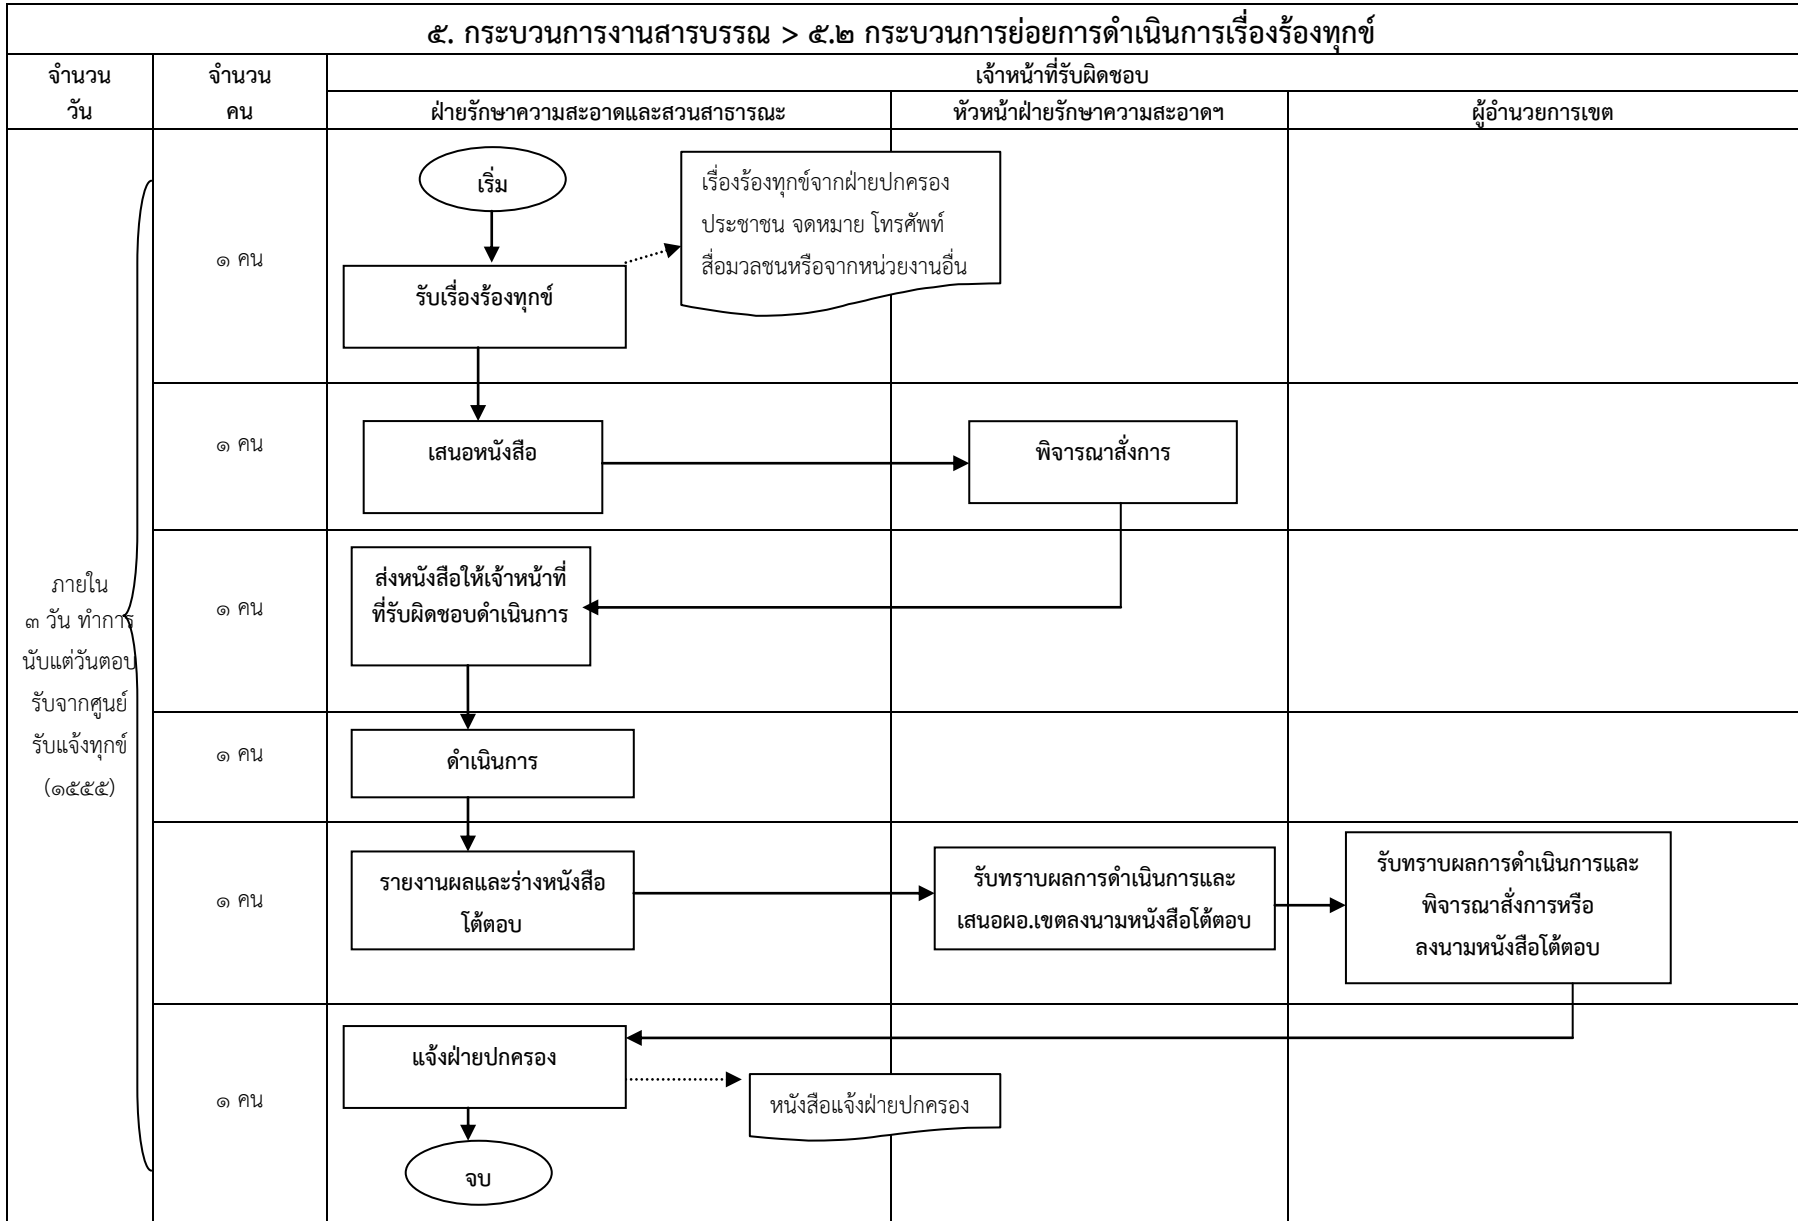 ๕. กระบวนการงานสารบรรณ > ๕.๒ กระบวนการย่อยการดำเนินการเรื่องร้องทุกข์
จำนวน
วัน
จำนวน
คน
เจ้าหน้าที่รับผิดชอบ
ฝ่ายรักษาความสะอาดและสวนสาธารณะ
หัวหน้าฝ่ายรักษาความสะอาดฯ
ผู้อำนวยการเขต
ภายใน
๓ วัน ทำการ
นับแต่วันตอบ
รับจากศูนย์
รับแจ้งทุกข์
(๑๕๕๕)
๑ คน
เริ่ม
รับเรื่องร้องทุกข์
เรื่องร้องทุกข์จากฝ่ายปกครอง
ประชาชน จดหมาย โทรศัพท์
สื่อมวลชนหรือจากหน่วยงานอื่น
๑ คน
เสนอหนังสือ
พิจารณาสั่งการ
๑ คน
ส่งหนังสือให้เจ้าหน้าที่
ที่รับผิดชอบดำเนินการ
๑ คน
ดำเนินการ
๑ คน
รายงานผลและร่างหนังสือ
โต้ตอบ
รับทราบผลการดำเนินการและ
เสนอผอ.เขตลงนามหนังสือโต้ตอบ
รับทราบผลการดำเนินการและ
พิจารณาสั่งการหรือ
ลงนามหนังสือโต้ตอบ
๑ คน
แจ้งฝ่ายปกครอง
หนังสือแจ้งฝ่ายปกครอง
จบ